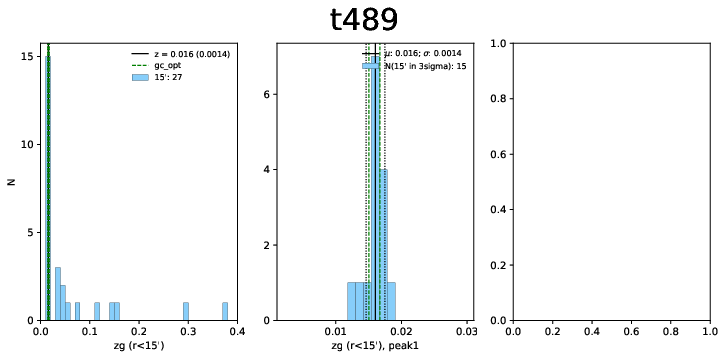 t489
z = 0.016 (0.0014)
gc_opt
15': 27
N
15
10
5
0
0.0 0.1 0.2 0.3 0.4
zg (r<15')
μ: 0.016; σ: 0.0014
N(15' in 3sigma): 15
6
4
2
0
0.01 0.02 0.03
zg (r<15'), peak1
1.0
0.8
0.6
0.4
0.2
0.0
0.0 0.2 0.4 0.6 0.8 1.0